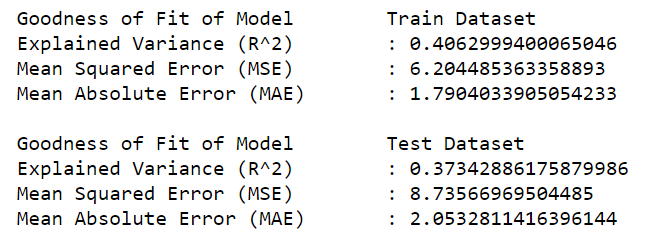 Goodness of Fit of Model Train Dataset
Explained Variance (R^2) : 0.4062999400065046
Mean Squared Error (MSE) : 6.204485363358893
Mean Absolute Error (MAE) : 1.7904033905054233
Goodness of Fit of Model Test Dataset
Explained Variance (R^2) : 0.37342886175879986
Mean Squared Error (MSE) : 8.73566969504485
Mean Absolute Error (MAE) : 2.0532811416396144